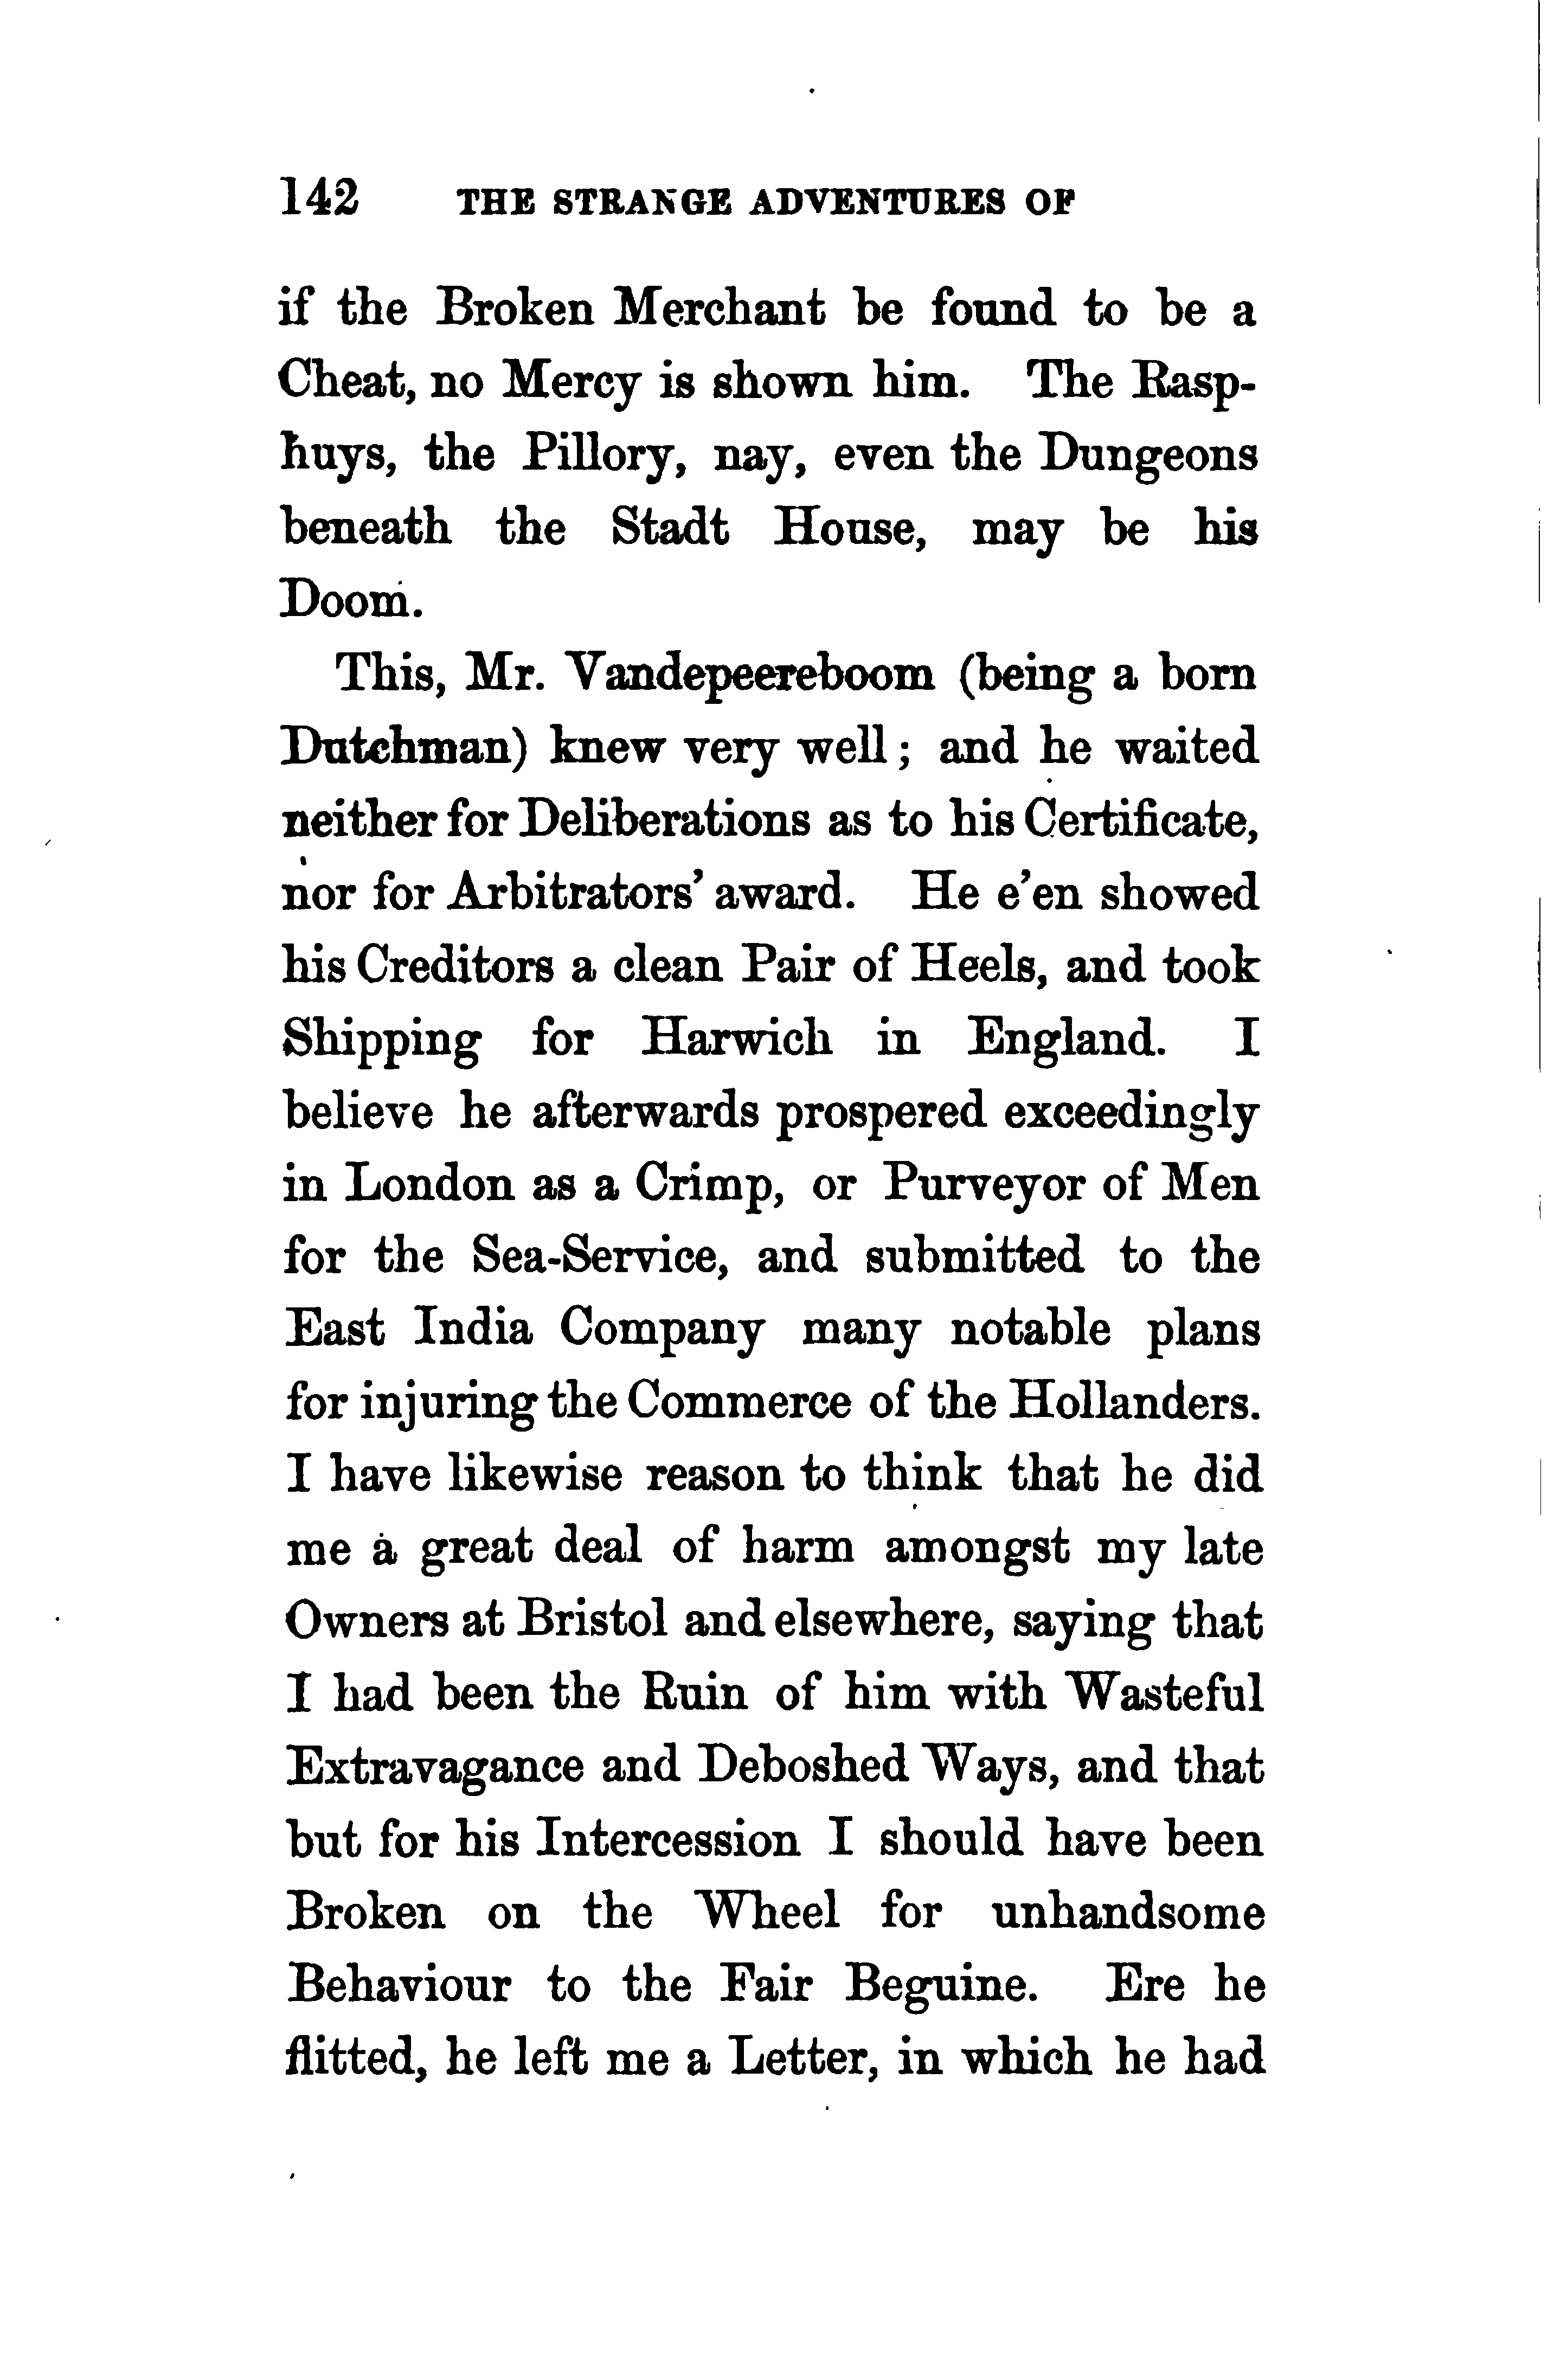 142 THE STRANGE ADVENTURES OF
if the Broken Merchant be found to be a
Cheat, no Mercy is shown him. The Rasp-
huys, the Pillory, nay, even the Dungeons
beneath the Stadt House, may be his
Doom.
This, Mr. Vandepeereboom (being a born
Dutchman) knew very well; and he waited
neither for Deliberations as to his Certificate,
nor for Arbitrators' award. He e'en showed
his Creditors a clean Pair of Heels, and took
Shipping for Harwich in England. I
believe he afterwards prospered exceedingly
in London as a Crimp, or Purveyor of Men
for the Sea-Service, and submitted to the
East India Company many notable plans
for injuring the Commerce of the Hollanders.
I have likewise reason to think that he did
me a great deal of harm amongst my late
Owners at Bristol and elsewhere, saying that
I had been the Ruin of him with Wasteful
Extravagance and Deboshed Ways, and that
but for his Intercession I should have been
Broken on the Wheel for unhandsome
Behaviour to the Fair Beguine. Ere he
flitted, he left me a Letter, in which he had